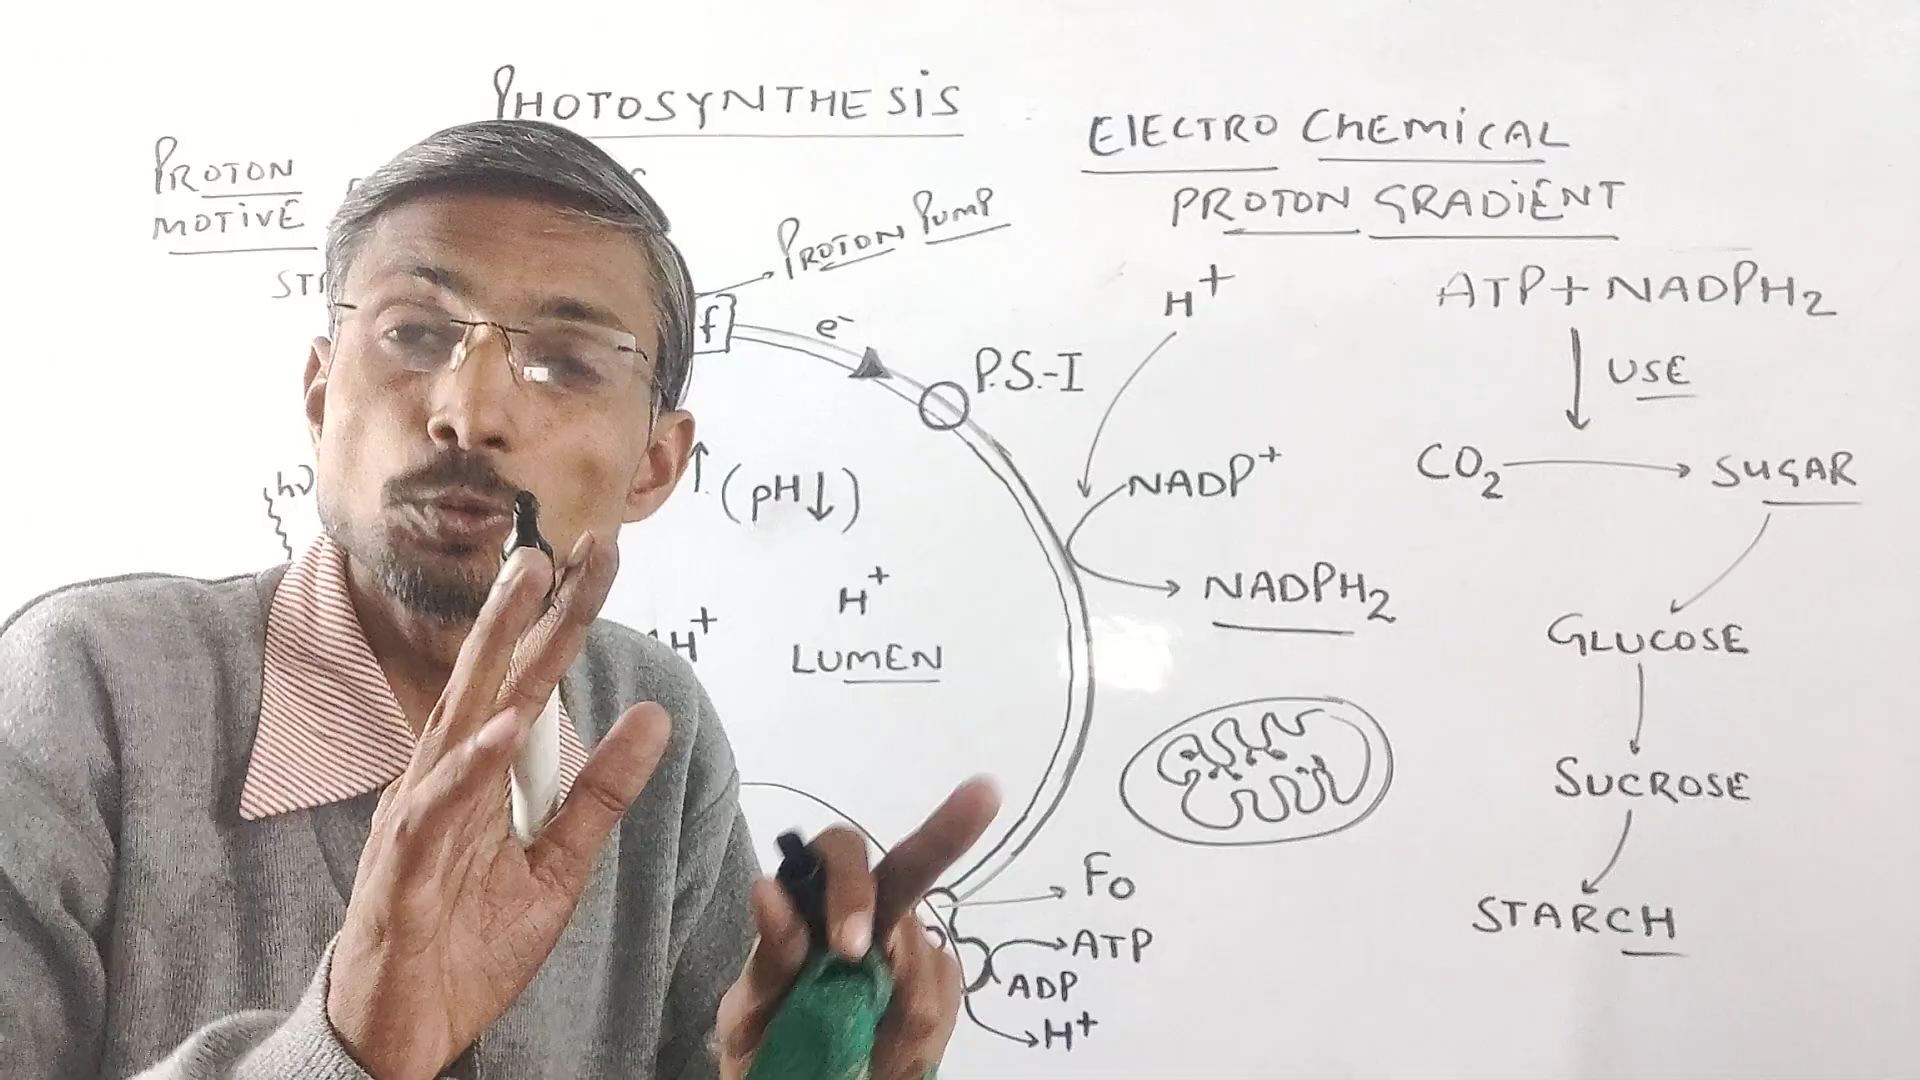 PHOTOSYNTHESIS
PROTON
MOTIVE
ELECTRO CHEMICAL
PROTON GRADIENT
PROTON PUMP
f
e-
P.S.-I
H+
ATP + NADPH2
USE
CO2 → SUGAR
hν
↑ (pH↓)
NADP+
NADPH2
H+
H+
LUMEN
GLUCOSE
SUCROSE
STARCH
Fo
ATP
ADP
H+